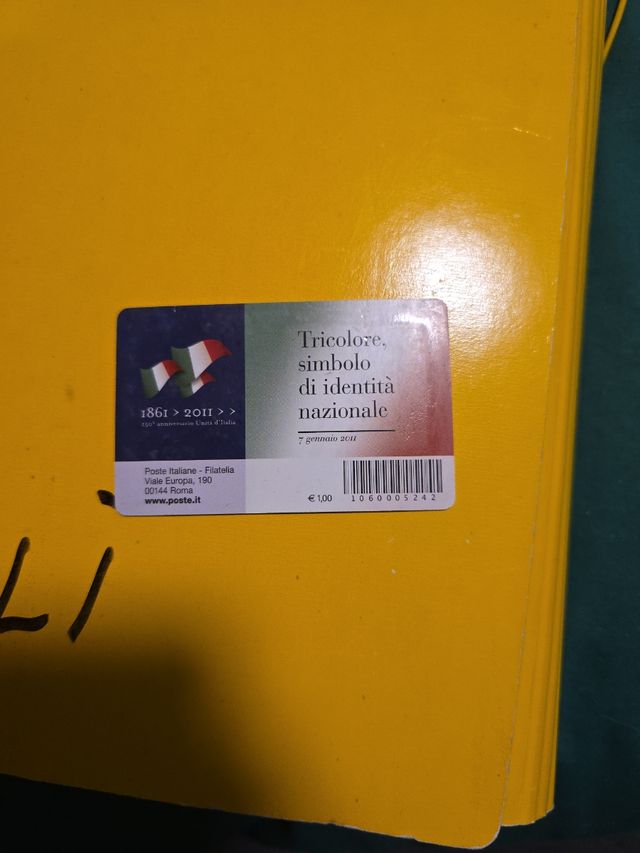 Tricolore,
simbolo
di identità
nazionale
7 gennaio 2011
1861 > 2011 > >
150° anniversario Unità d'Italia
Poste Italiane - Filatelia
Viale Europa, 190
00144 Roma
www.poste.it
€ 1,00
1060005242
LI